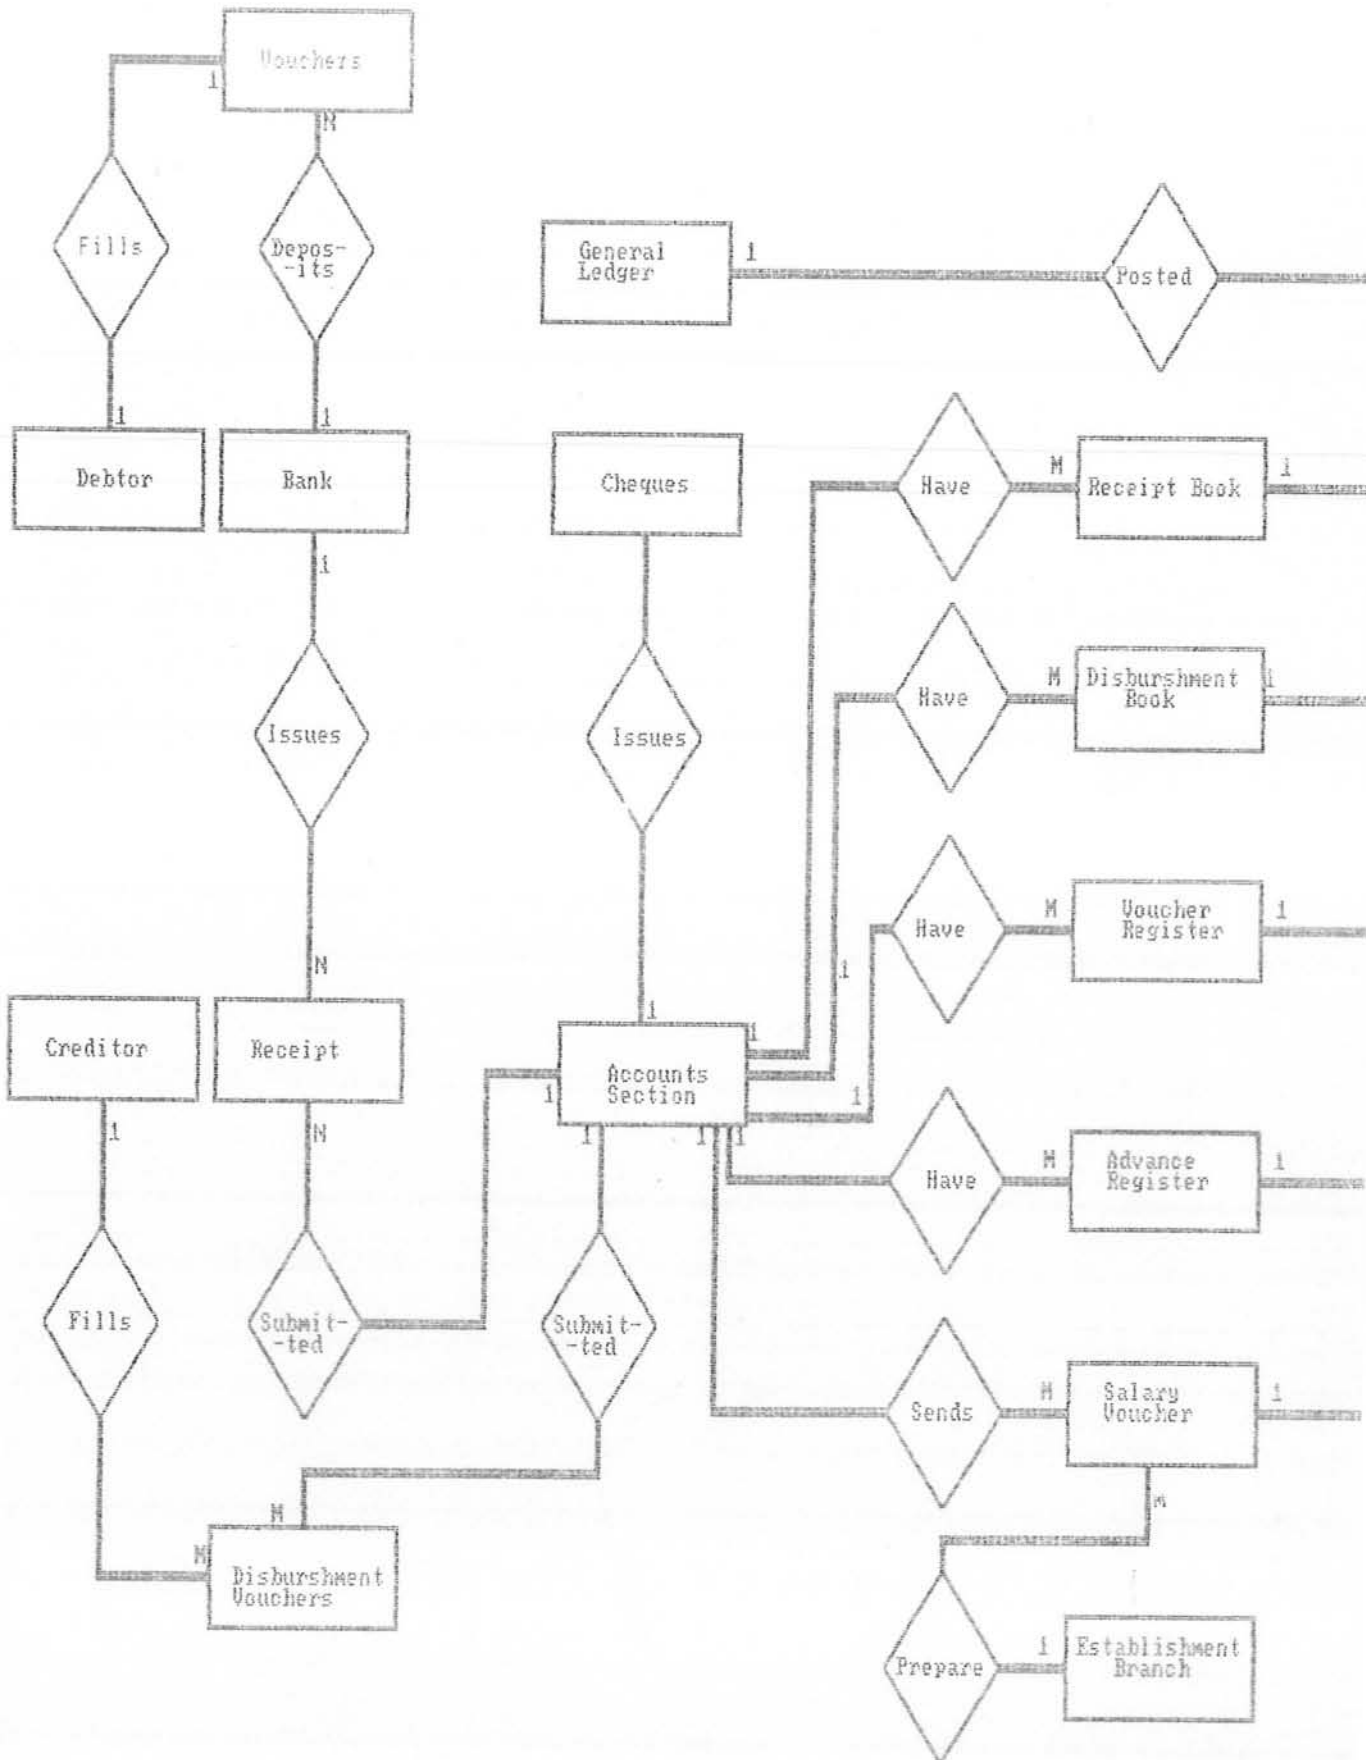 Vouchers
1
M
Fills
Depos-
-its
General
Ledger
1
Posted
1
1
Debtor
Bank
Cheques
Have
M
Receipt Book
1
1
Have
M
Disburshment
Book
1
Issues
Issues
Have
M
Voucher
Register
1
1
N
1
1
Creditor
Receipt
Accounts
Section
1
1
1
N
1
1
1
Have
M
Advance
Register
1
Fills
Submit-
-ted
Submit-
-ted
Sends
M
Salary
Voucher
1
M
M
M
Disburshment
Vouchers
Prepare
1
Establishment
Branch